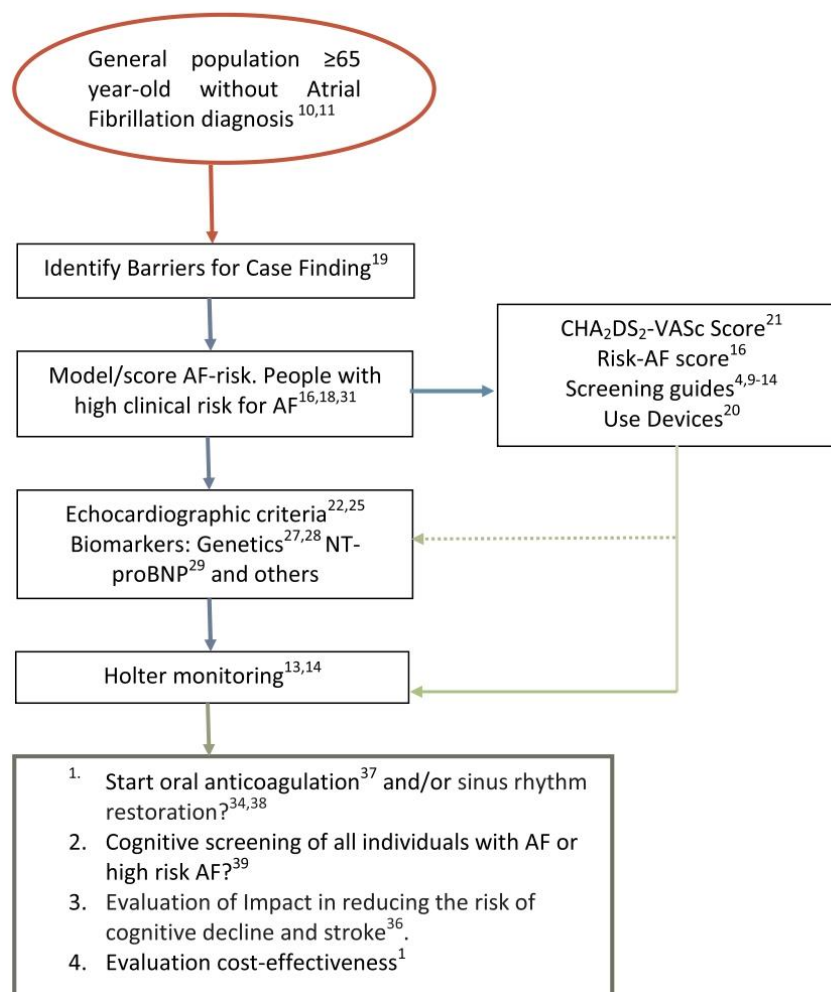 General population ≥65
year-old without Atrial
Fibrillation diagnosis 10,11
Identify Barriers for Case Finding19
Model/score AF-risk. People with
high clinical risk for AF16,18,31
CHA2DS2-VASc Score21
Risk-AF score16
Screening guides4,9-14
Use Devices20
Echocardiographic criteria22,25
Biomarkers: Genetics27,28 NT-
proBNP29 and others
Holter monitoring13,14
1. Start oral anticoagulation37 and/or sinus rhythm
restoration?34,38
2. Cognitive screening of all individuals with AF or
high risk AF?39
3. Evaluation of Impact in reducing the risk of
cognitive decline and stroke36.
4. Evaluation cost-effectiveness1